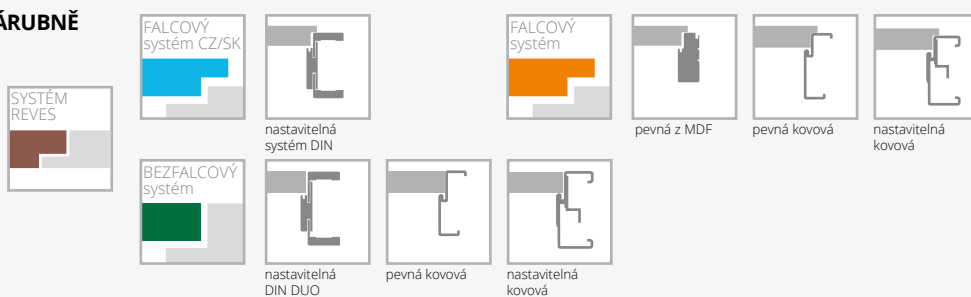 ÁRUBNĚ
SYSTÉM
REVES
FALCOVÝ
systém CZ/SK
nastavitelná
systém DIN
FALCOVÝ
systém
pevná z MDF
pevná kovová
nastavitelná
kovová
BEZFALCOVÝ
systém
nastavitelná
DIN DUO
pevná kovová
nastavitelná
kovová